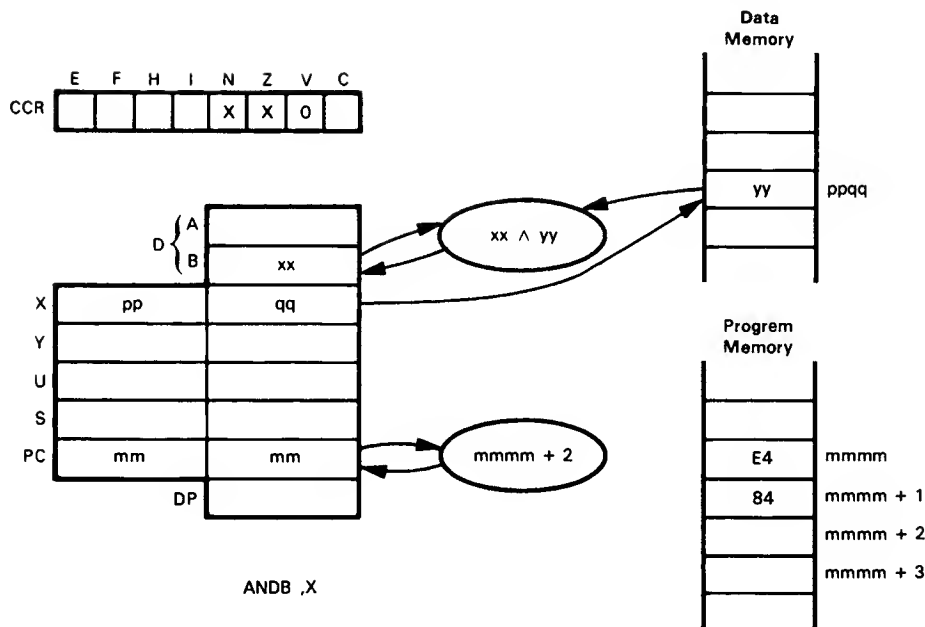 Data
Memory
E F H I N Z V C
CCR X X 0
yy ppqq
xx ∧ yy
D { A
B xx
X pp qq
Y
U
S
PC mm mm
DP
mmmm + 2
Progrem
Memory
E4 mmmm
84 mmmm + 1
mmmm + 2
mmmm + 3
ANDB ,X